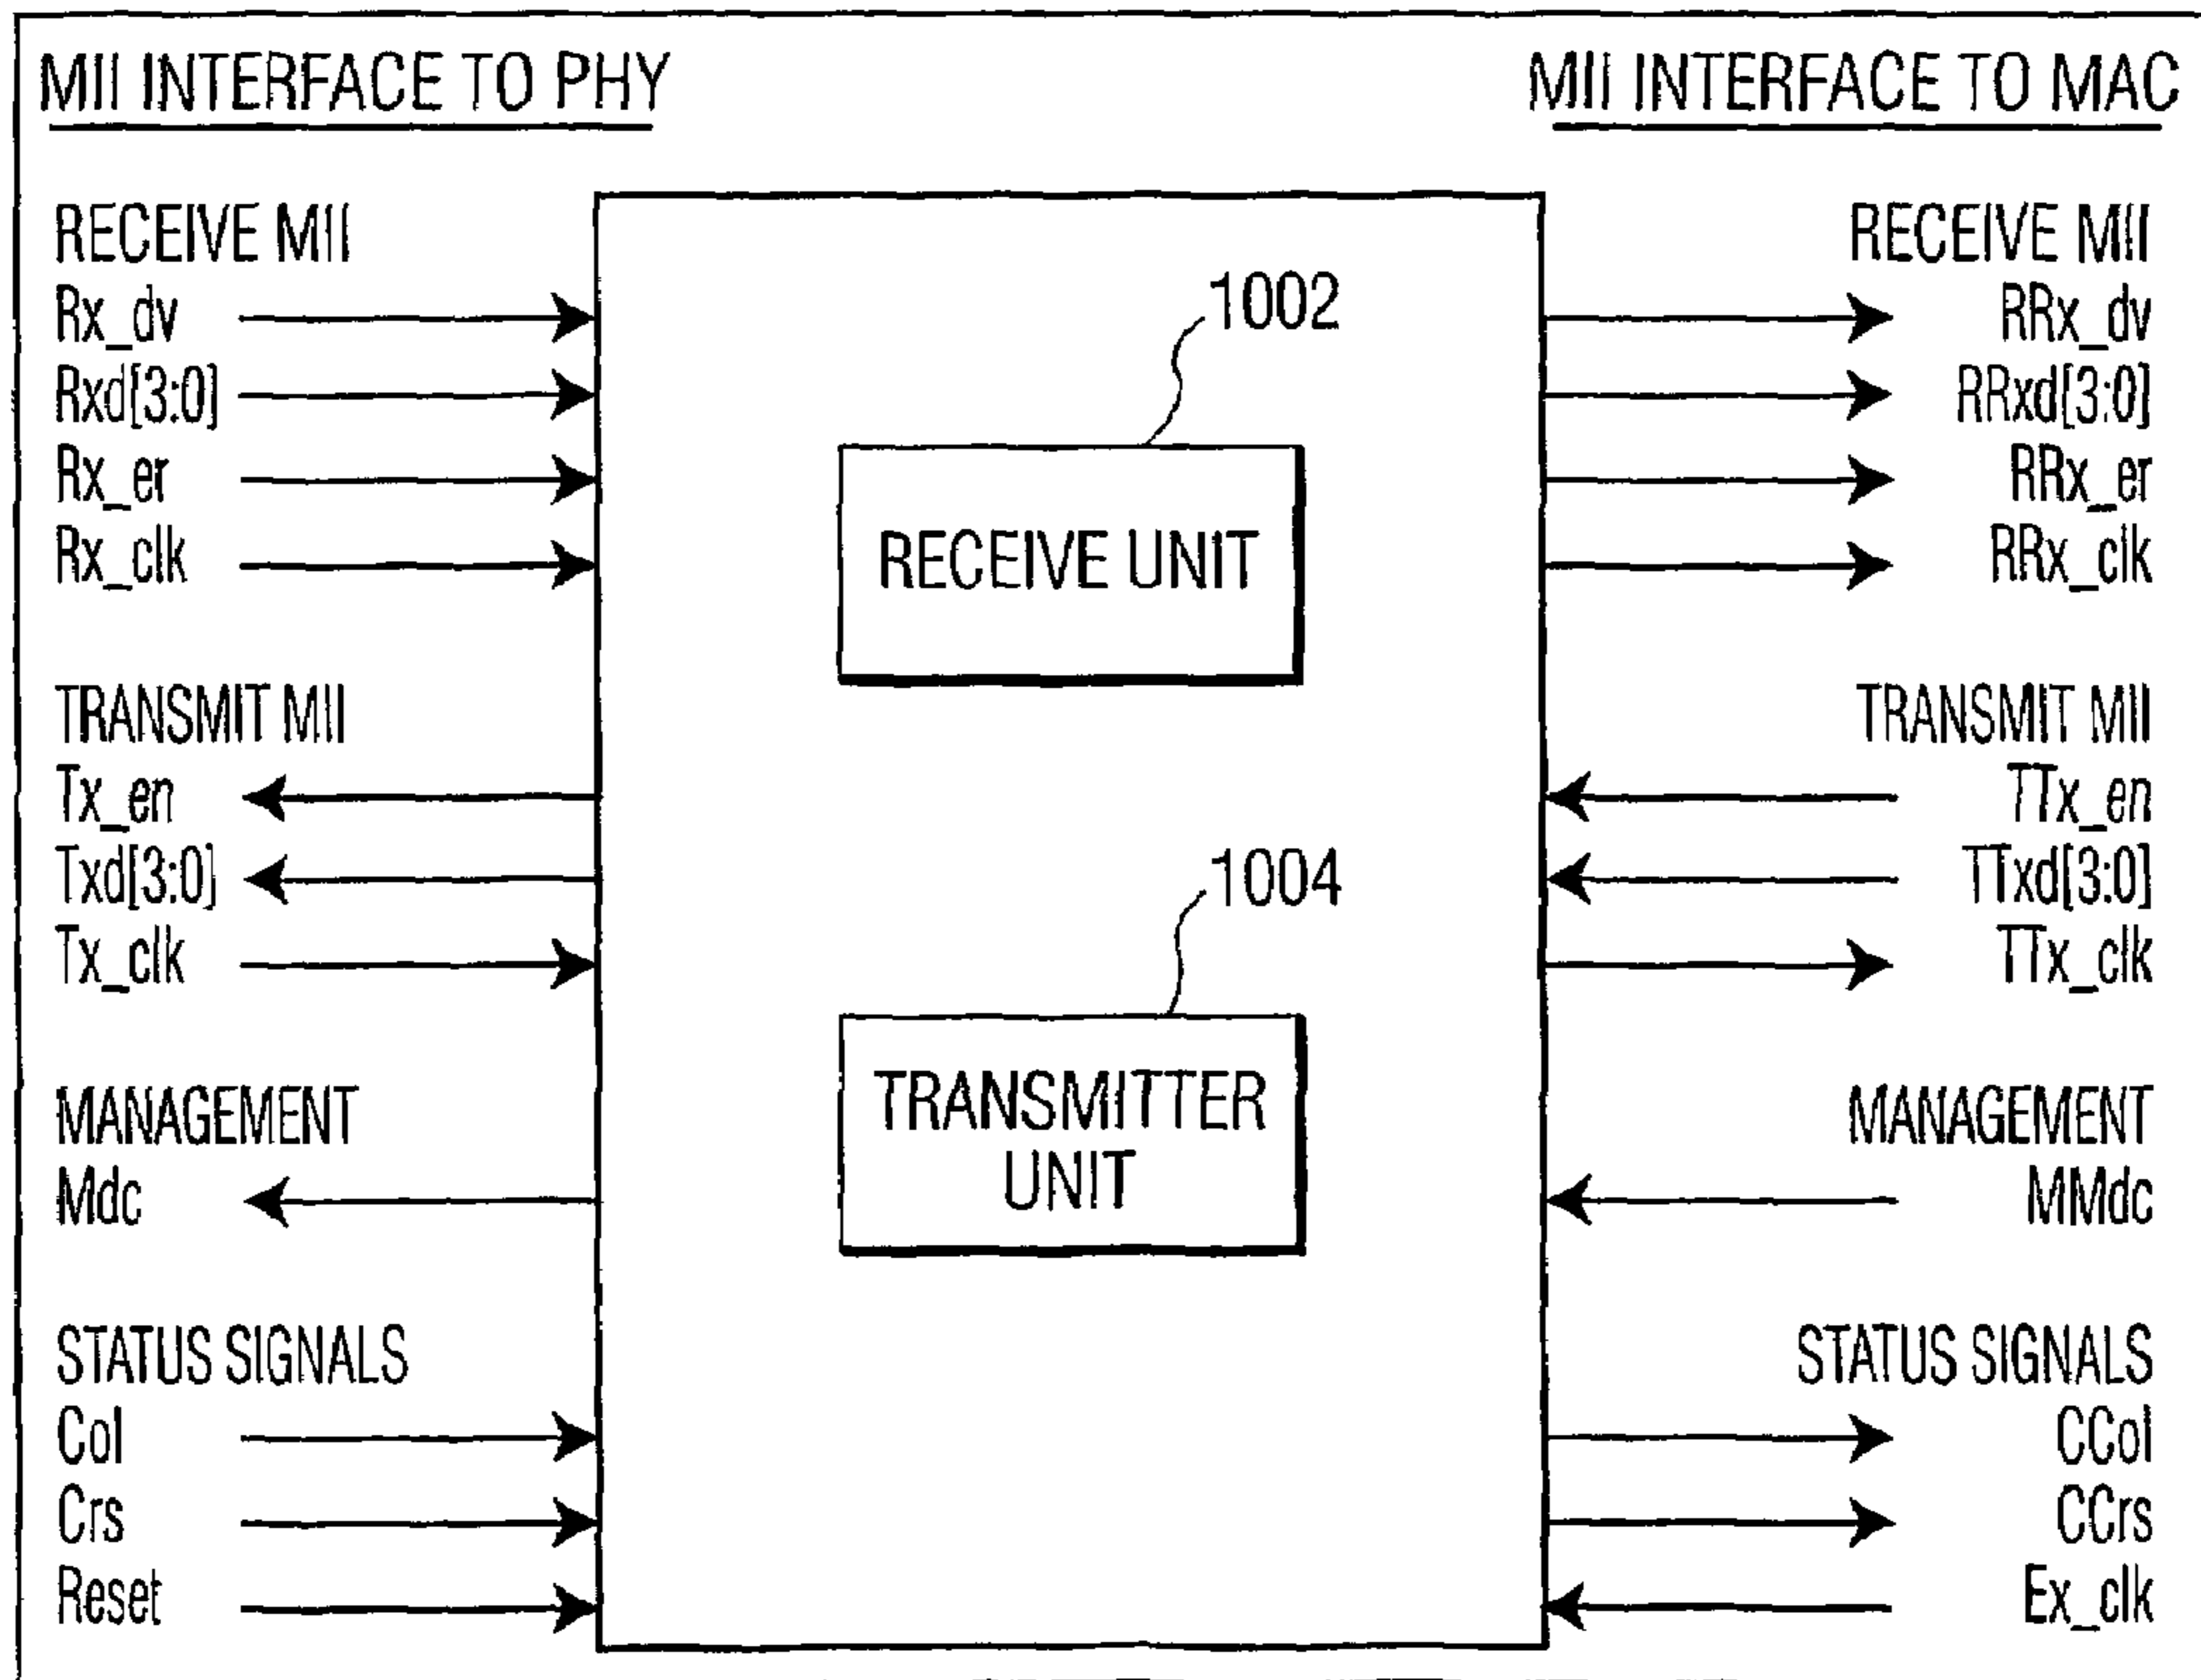 MII INTERFACE TO PHY
MII INTERFACE TO MAC
RECEIVE MII
Rx_dv
Rxd[3:0]
Rx_er
Rx_clk
TRANSMIT MII
Tx_en
Txd[3:0]
Tx_clk
MANAGEMENT
Mdc
STATUS SIGNALS
Col
Crs
Reset
1002
RECEIVE UNIT
1004
TRANSMITTER
UNIT
RECEIVE MII
RRx_dv
RRxd[3:0]
RRx_er
RRx_clk
TRANSMIT MII
TTx_en
TTxd[3:0]
TTx_clk
MANAGEMENT
MMdc
STATUS SIGNALS
CCol
CCrs
Ex_clk